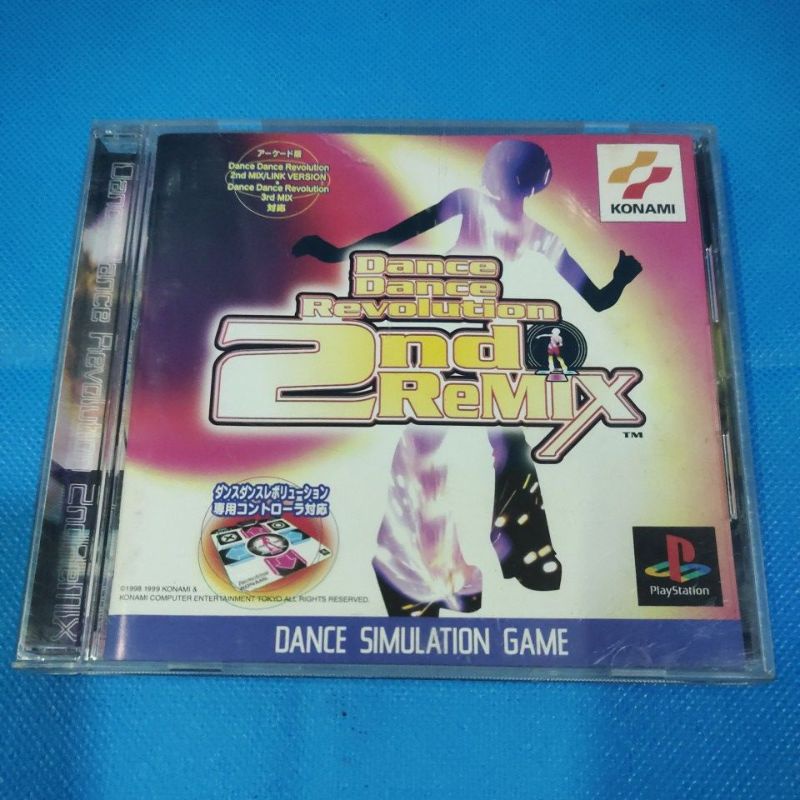 アーケード版
Dance Dance Revolution
2nd MIX/LINK VERSION
Dance Dance Revolution
3rd MIX
対応
KONAMI
Dance
Dance
Revolution
2nd
ReMIX
TM
ダンスダンスレボリューション
専用コントローラ対応
©1998 1999 KONAMI &
KONAMI COMPUTER ENTERTAINMENT TOKYO ALL RIGHTS RESERVED.
PlayStation
DANCE SIMULATION GAME
Dance Dance Revolution 2ndReMIX